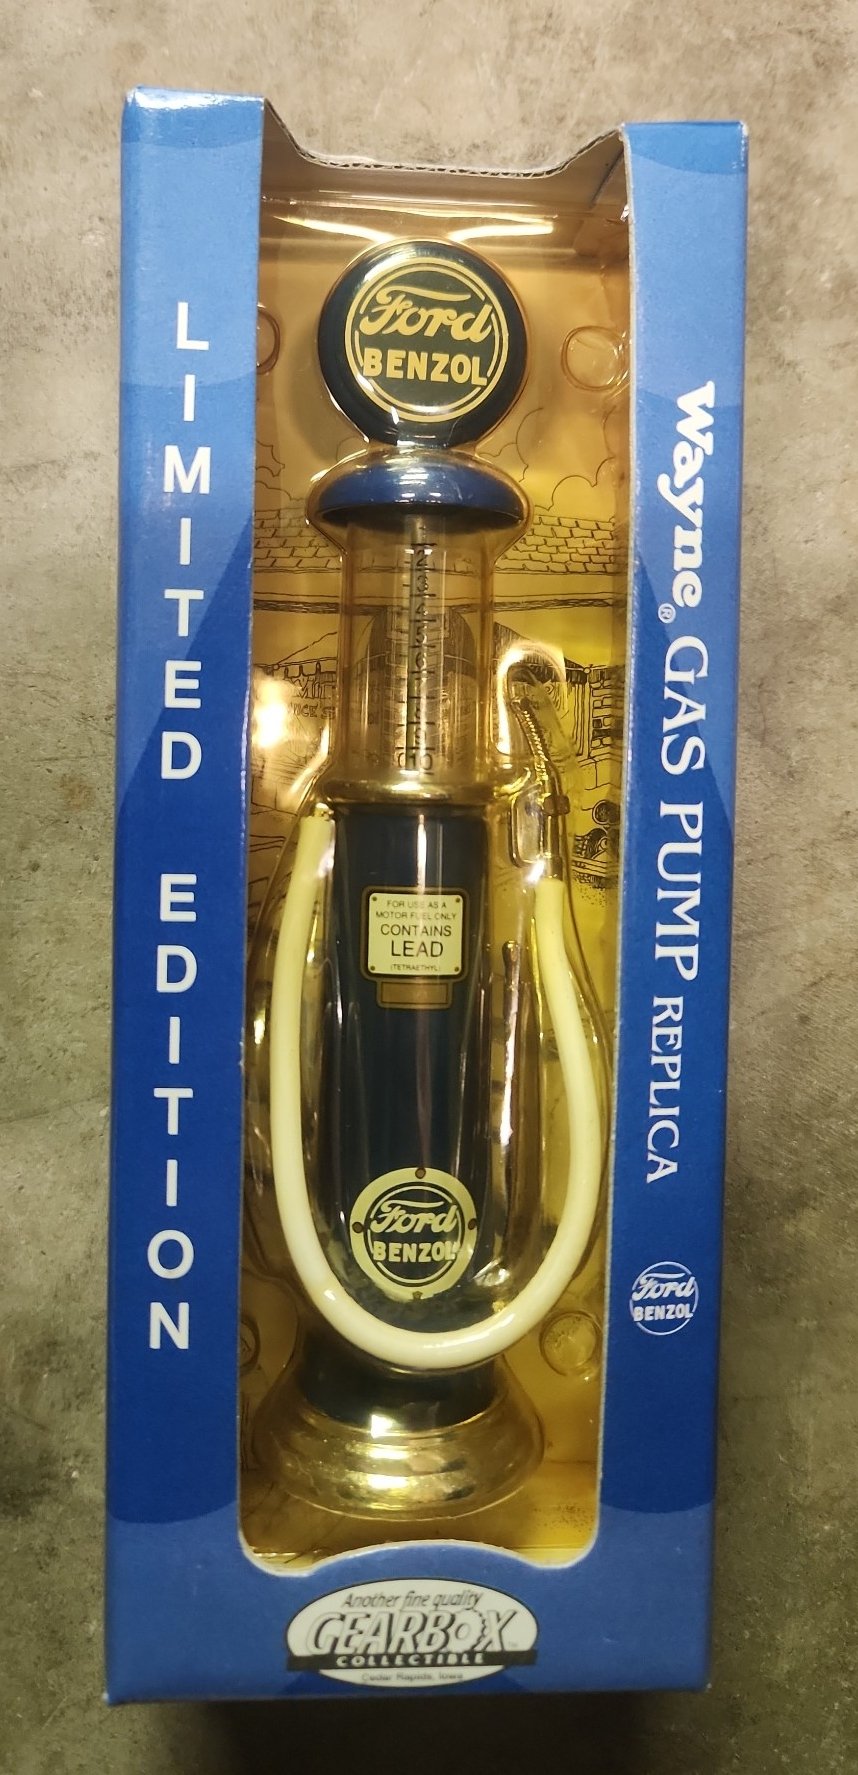 LIMITED EDITION
Ford
BENZOL
FOR USE AS A
MOTOR FUEL ONLY
CONTAINS
LEAD
(TETRAETHYL)
Ford
BENZOL
Wayne® GAS PUMP REPLICA
Ford
BENZOL
Another fine quality
GEARBOX
COLLECTIBLE
Cedar Rapids, Iowa